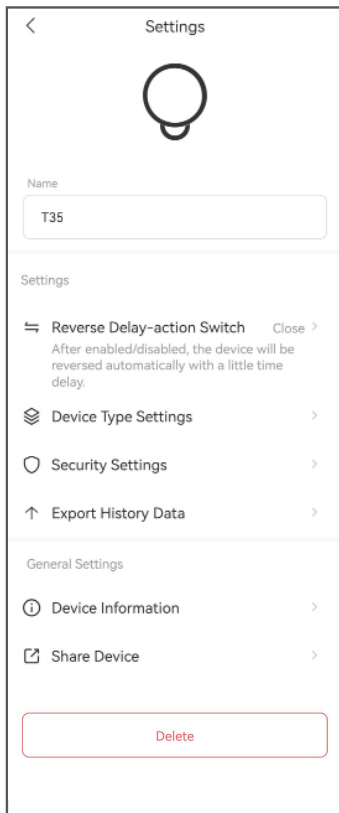 Settings
Name
T35
Settings
Reverse Delay-action Switch Close
After enabled/disabled, the device will be
reversed automatically with a little time
delay.
Device Type Settings
Security Settings
Export History Data
General Settings
Device Information
Share Device
Delete